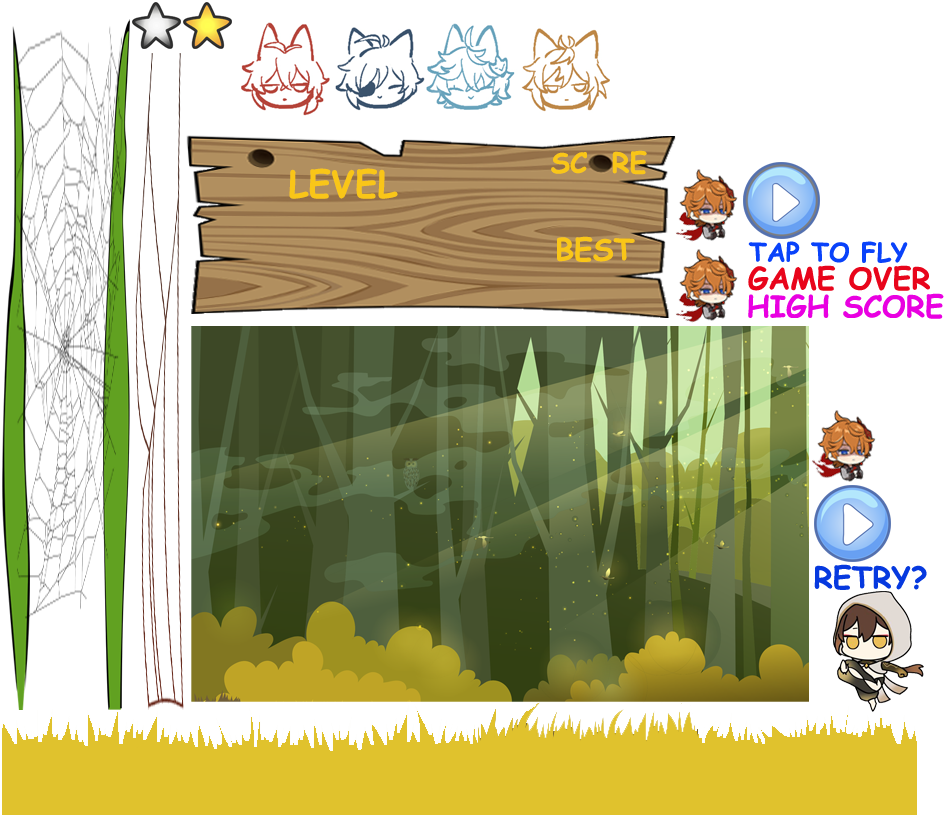 LEVEL
SCORE
BEST
TAP TO FLY
GAME OVER
HIGH SCORE
RETRY?